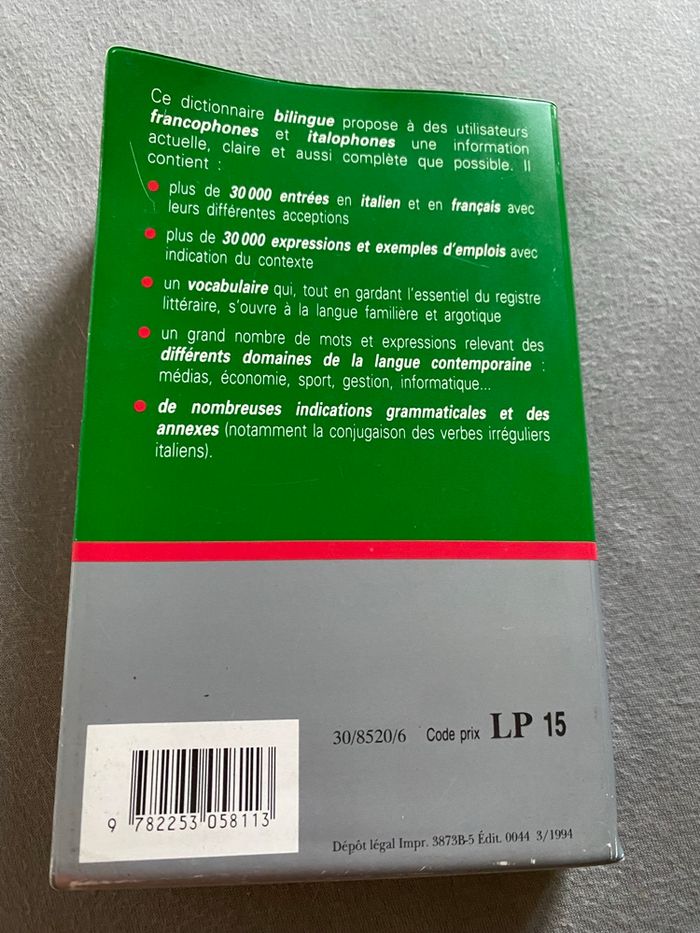 Ce dictionnaire bilingue propose à des utilisateurs
francophones et italophones une information
actuelle, claire et aussi complète que possible. Il
contient :
plus de 30 000 entrées en italien et en français avec
leurs différentes acceptions
plus de 30 000 expressions et exemples d'emplois avec
indication du contexte
un vocabulaire qui, tout en gardant l'essentiel du registre
littéraire, s'ouvre à la langue familière et argotique
un grand nombre de mots et expressions relevant des
différents domaines de la langue contemporaine :
médias, économie, sport, gestion, informatique...
de nombreuses indications grammaticales et des
annexes (notamment la conjugaison des verbes irréguliers
italiens).
30/8520/6 Code prix LP 15
9 782253 058113
Dépôt légal Impr. 3873B-5 Édit. 0044 3/1994